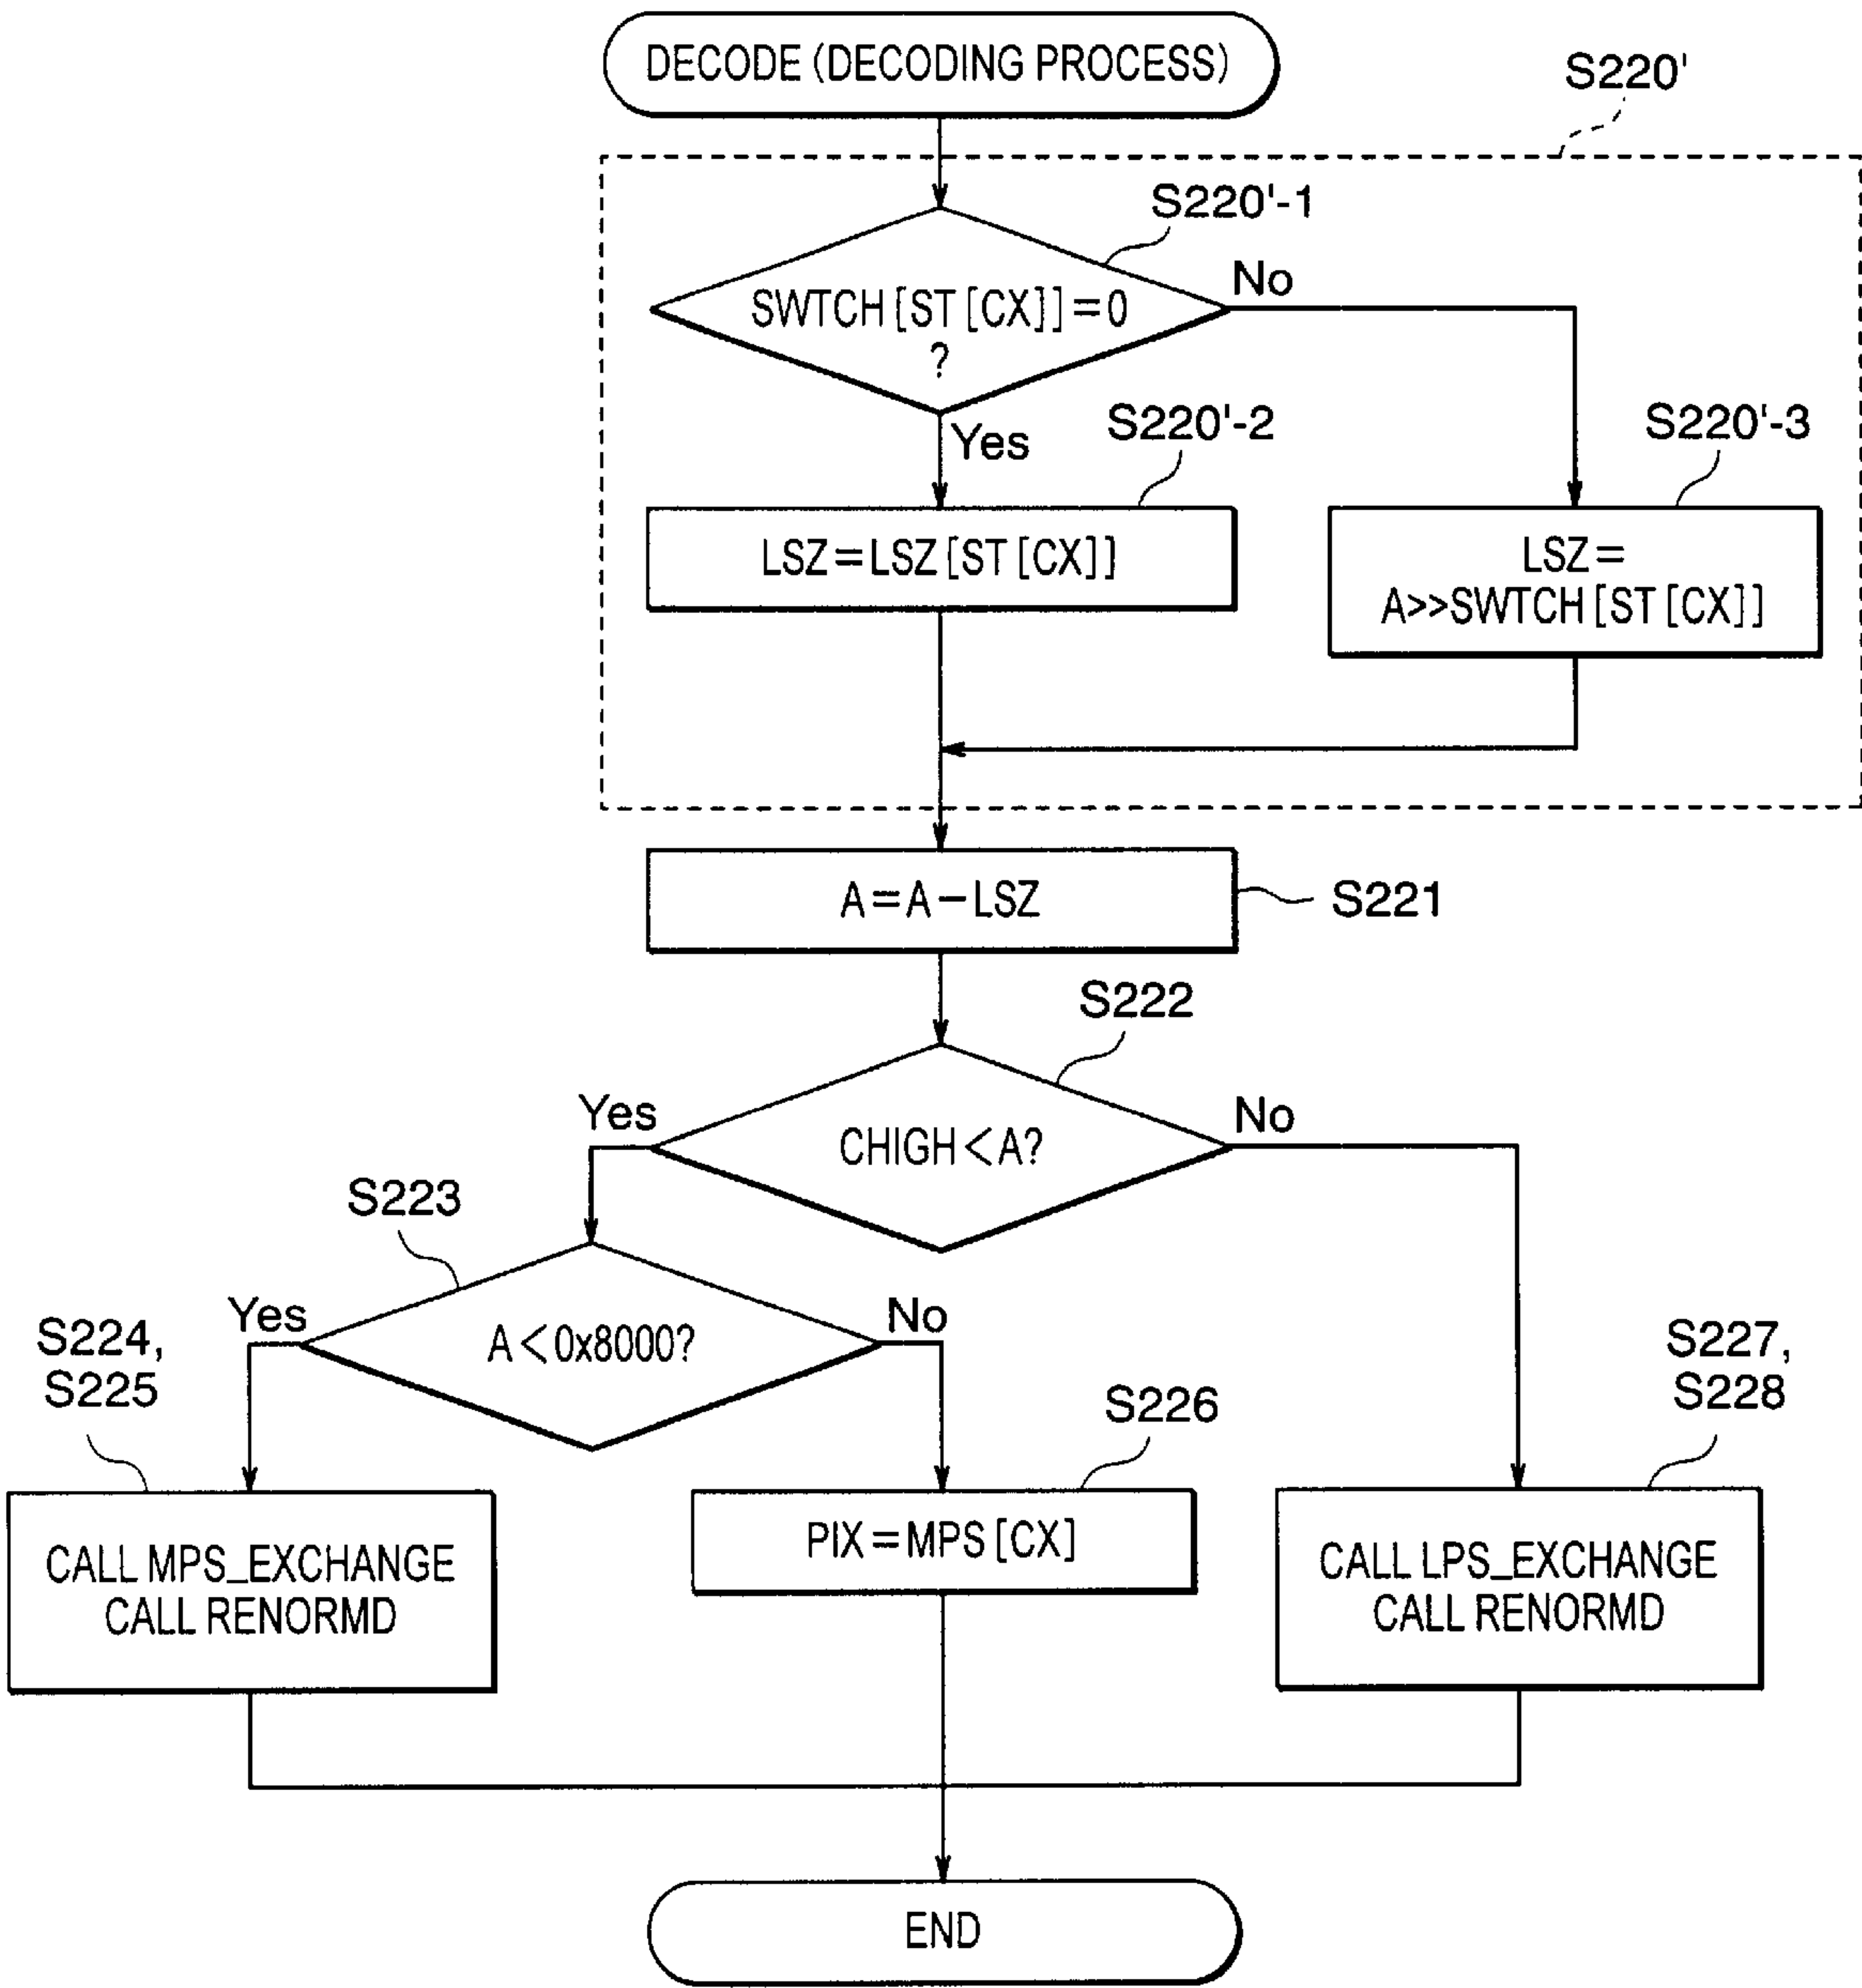 DECODE (DECODING PROCESS)
S220'
S220'-1
SWTCH [ST [CX]] = 0
?
No
Yes
S220'-2
S220'-3
LSZ = LSZ [ST [CX]]
LSZ =
A>>SWTCH [ST [CX]]
A = A − LSZ
S221
S222
CHIGH < A?
Yes
No
S223
A < 0x8000?
Yes
No
S224,
S225
S226
S227,
S228
CALL MPS_EXCHANGE
CALL RENORMD
PIX = MPS [CX]
CALL LPS_EXCHANGE
CALL RENORMD
END